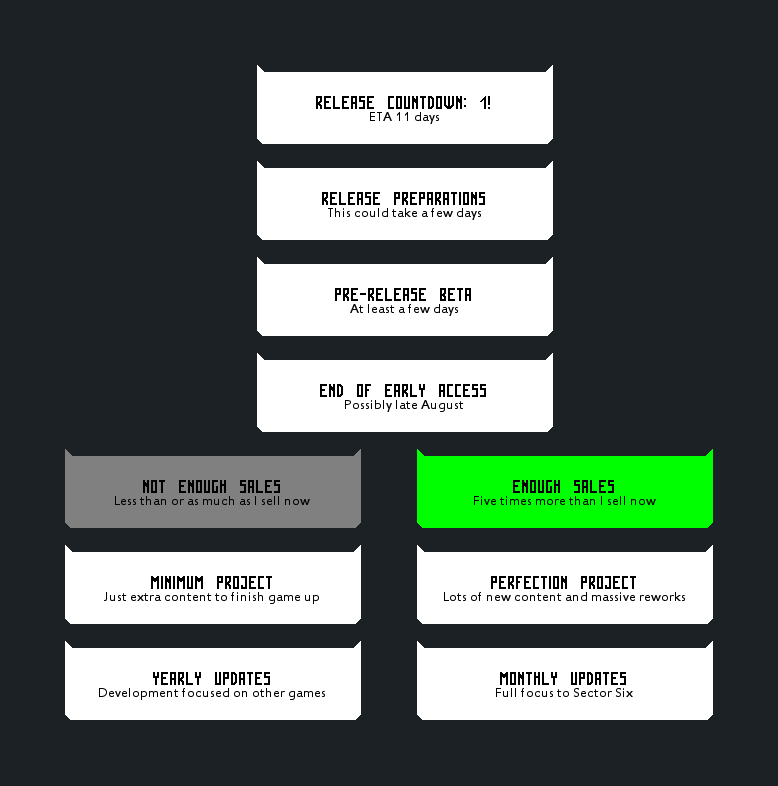 RELEASE COUNTDOWN: 1!
ETA 11 days
RELEASE PREPARATIONS
This could take a few days
PRE-RELEASE BETA
At least a few days
END OF EARLY ACCESS
Possibly late August
NOT ENOUGH SALES
Less than or as much as I sell now
ENOUGH SALES
Five times more than I sell now
MINIMUM PROJECT
Just extra content to finish game up
PERFECTION PROJECT
Lots of new content and massive reworks
YEARLY UPDATES
Development focused on other games
MONTHLY UPDATES
Full focus to Sector Six